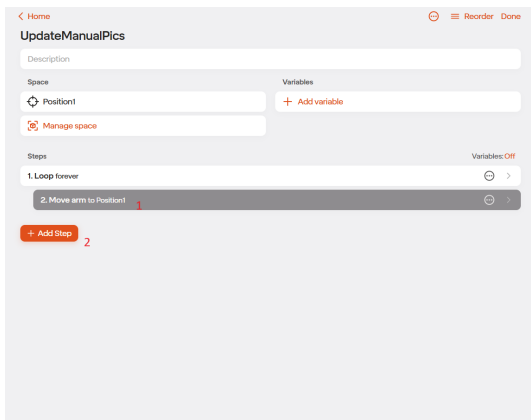 Home
Reorder Done
UpdateManualPics
Description
Space
Variables
Position1
+ Add variable
Manage space
Steps
Variables: Off
1. Loop forever
2. Move arm to Position1
1
+ Add Step
2